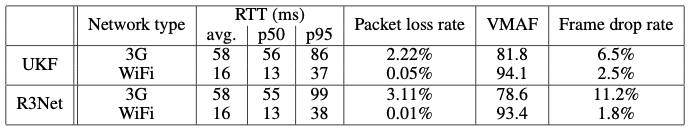 Network type RTT (ms) Packet loss rate VMAF Frame drop rate
avg. p50 p95
UKF 3G 58 56 86 2.22% 81.8 6.5%
WiFi 16 13 37 0.05% 94.1 2.5%
R3Net 3G 58 55 99 3.11% 78.6 11.2%
WiFi 16 13 38 0.01% 93.4 1.8%